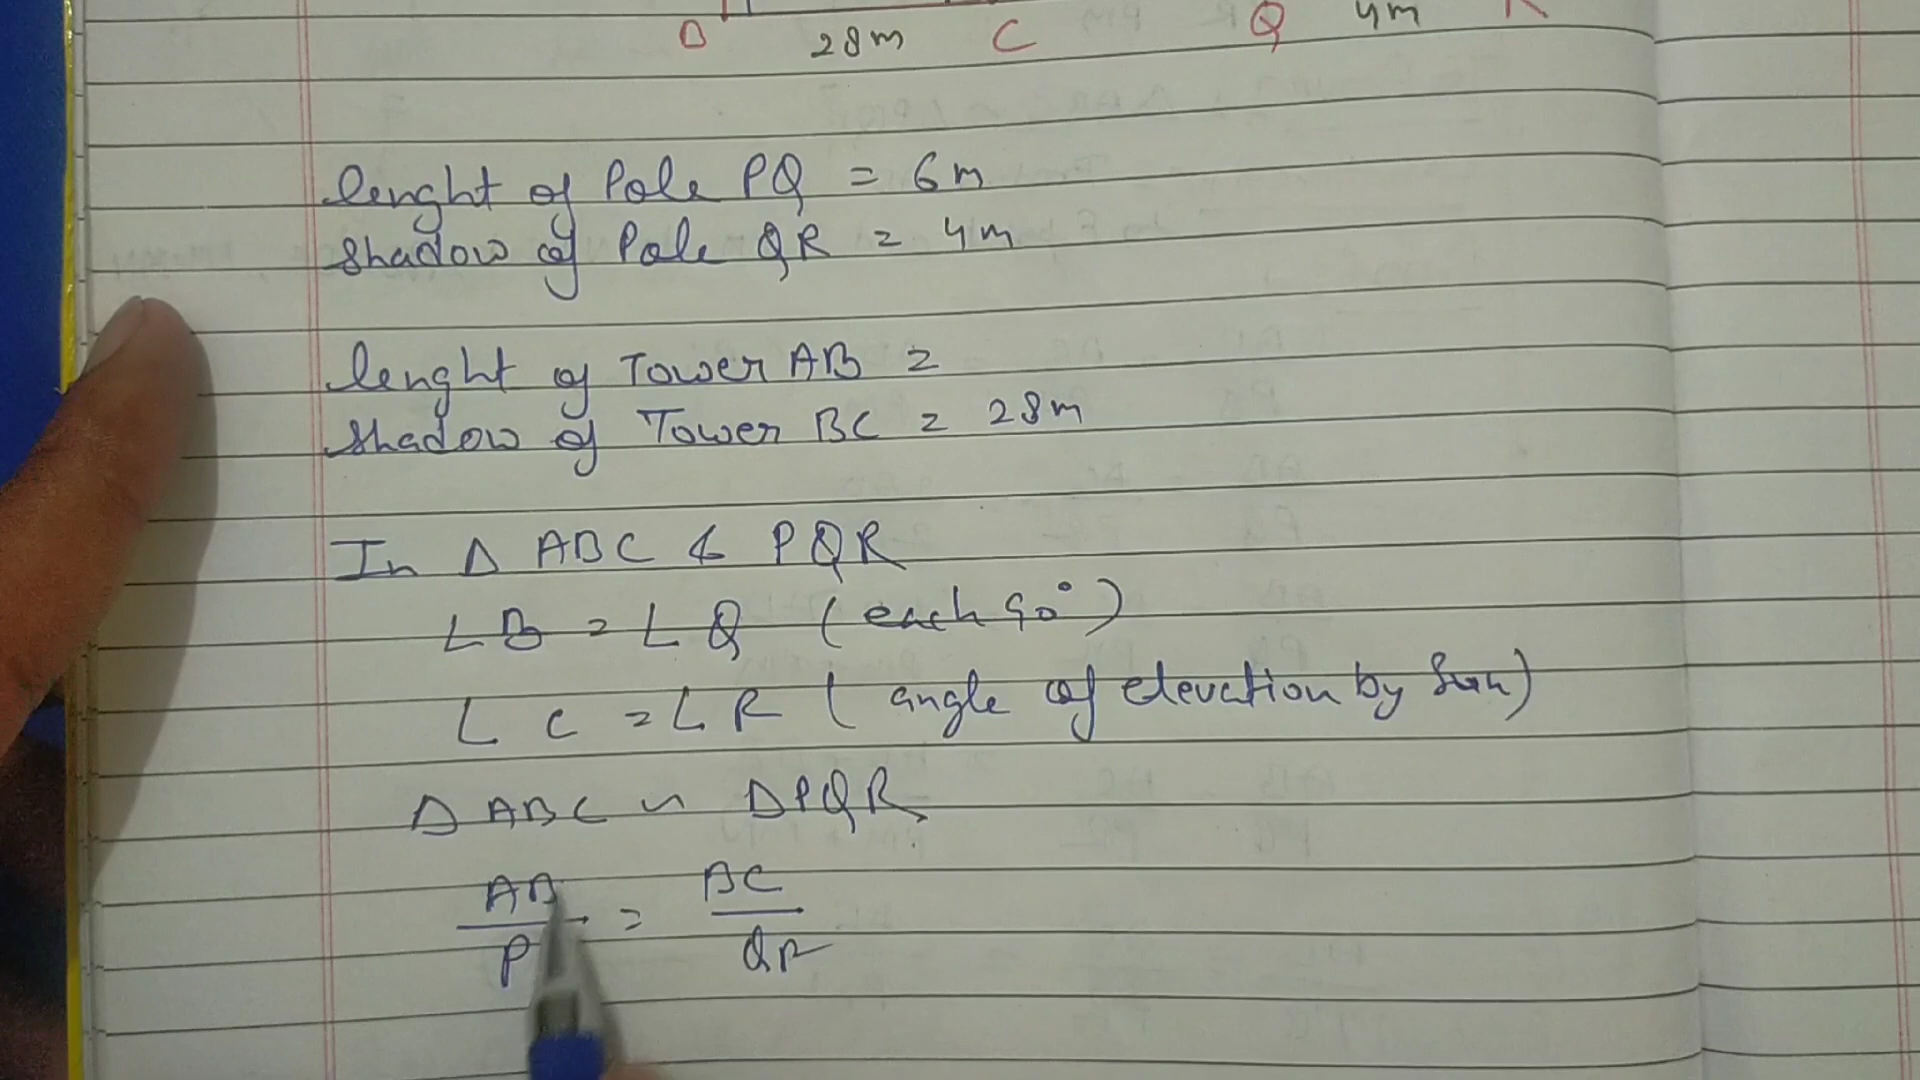 B 28m C Q 4m R
lenght of Pole PQ = 6m
Shadow of Pole QR = 4m
lenght of Tower AB =
Shadow of Tower BC = 28m
In Δ ABC & PQR
∠B = ∠Q (each 90°)
∠C = ∠R ( angle of elevation by Sun)
Δ ABC ~ ΔPQR
AB = BC
P QR